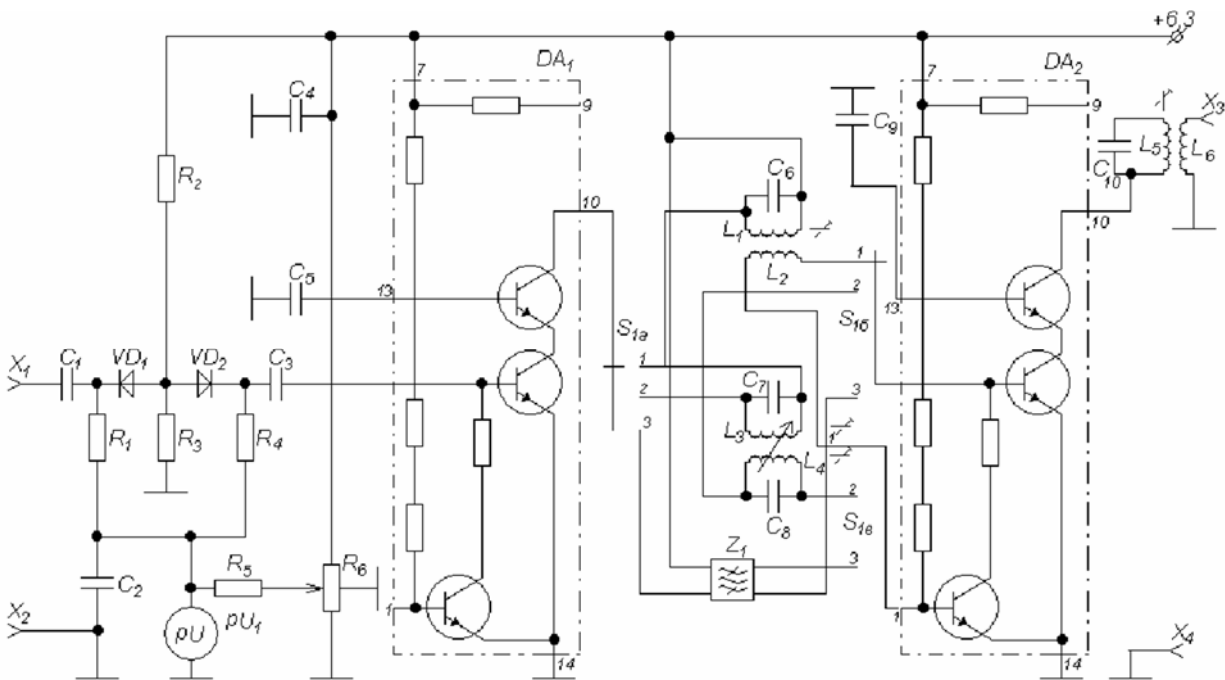 +6,3
7
DA1
9
C4
R2
10
C5
13
S1а
X1
C1
VD1
VD2
C3
R1
R3
R4
C2
R5
R6
X2
pU
pU1
1
14
C6
L1
L2
1
2
S1б
3
1
2
3
C7
L3
L4
1
C8
2
S1в
3
Z1
C9
7
DA2
9
X3
L5
L6
C10
10
13
1
14
X4